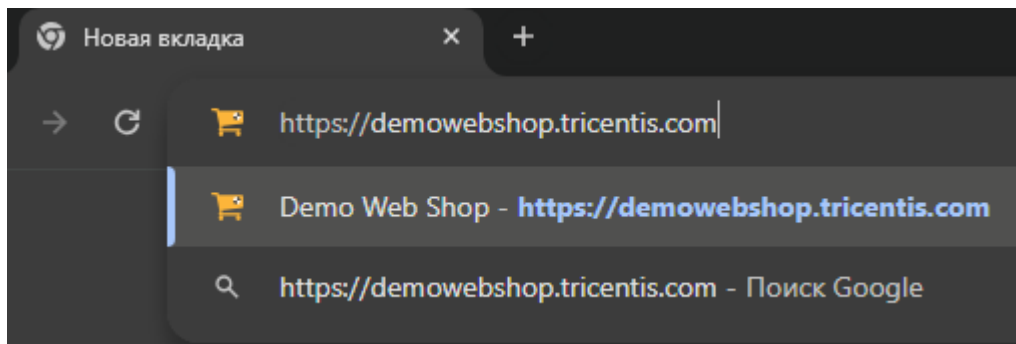 Новая вкладка
https://demowebshop.tricentis.com
Demo Web Shop - https://demowebshop.tricentis.com
https://demowebshop.tricentis.com - Поиск Google